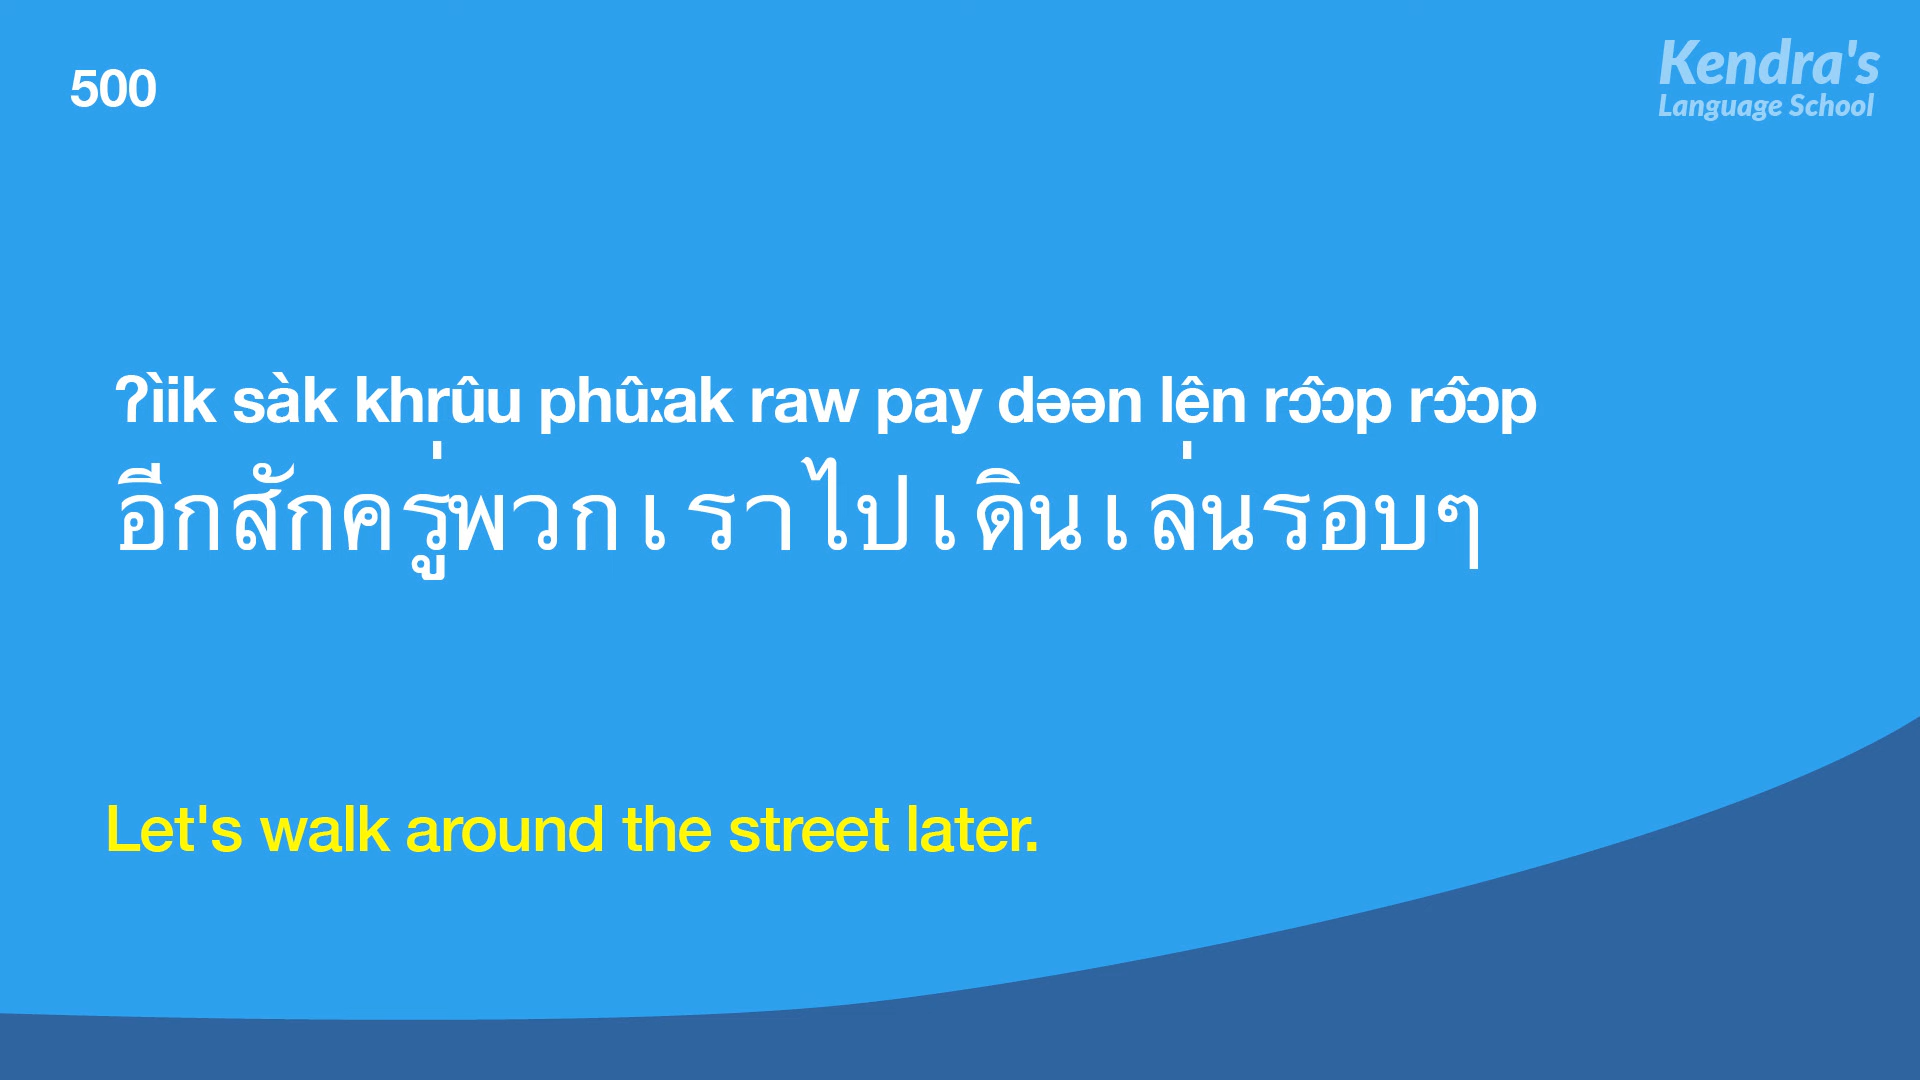 500
Kendra's
Language School
ʔìik sàk khrûu phûːak raw pay dəən lên rɔ̂ɔp rɔ̂ɔp
อีกสักครู่พวกเราไปเดินเล่นรอบๆ
Let's walk around the street later.